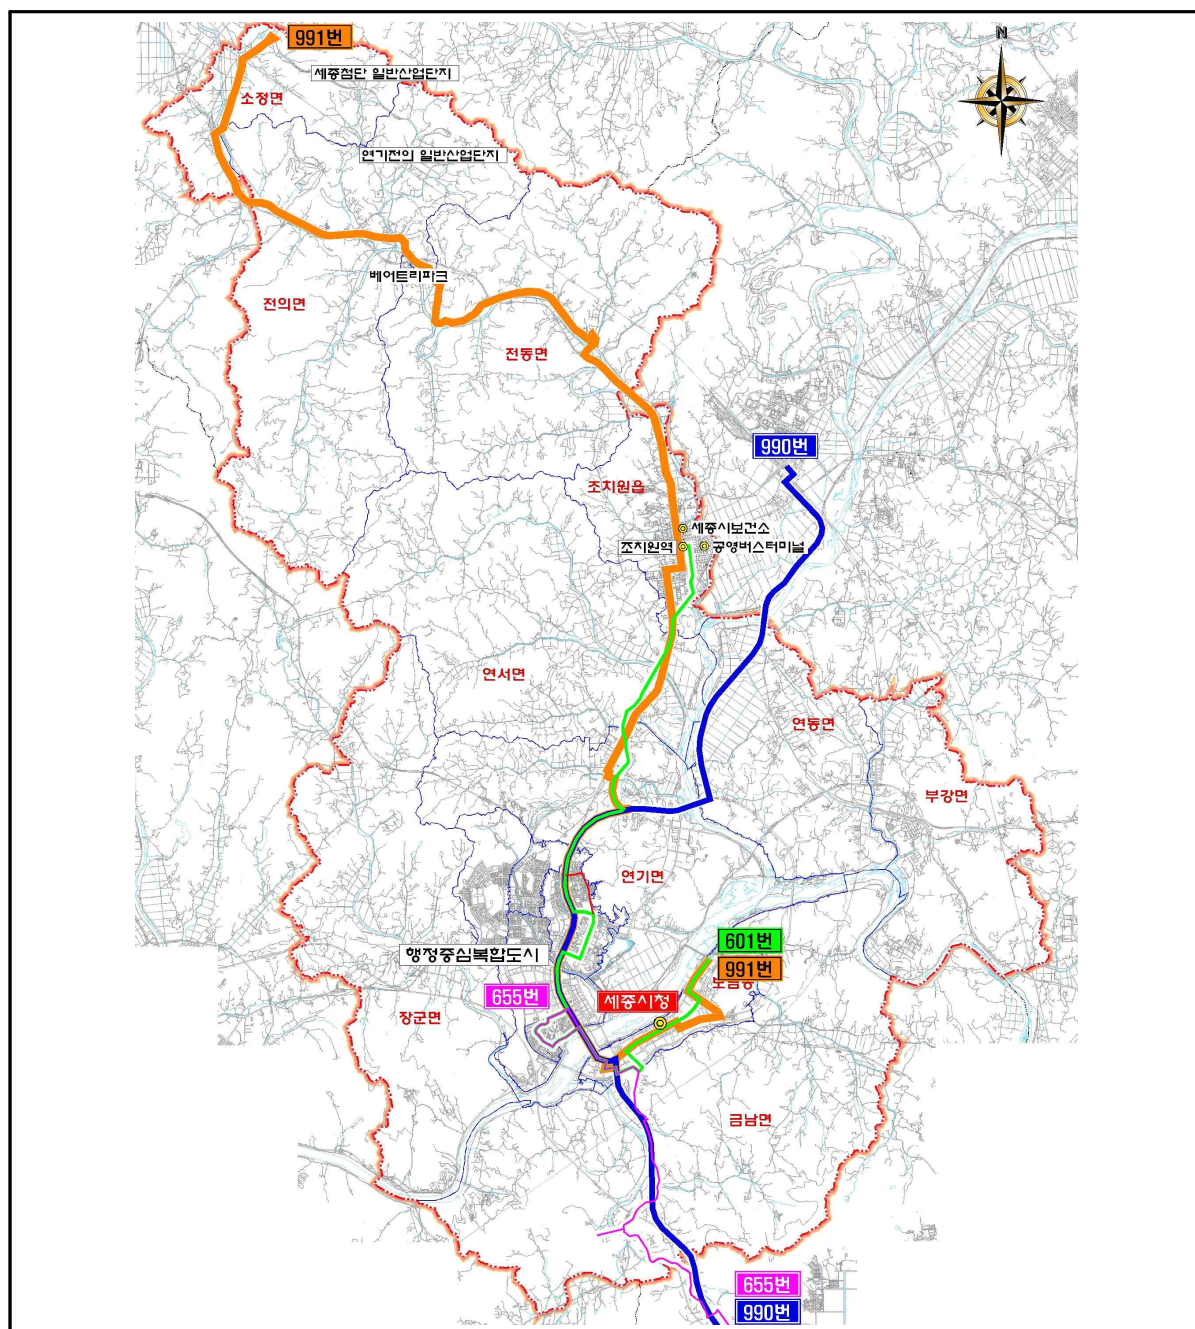 991번
N
세종첨단 일반산업단지
소정면
연기전의 일반산업단지
베어트리파크
전의면
전동면
990번
조치원읍
세종시보건소
조치원역
공영버스터미널
연서면
연동면
부강면
연기면
601번
행정중심복합도시
991번
655번
세종시청
보람동
장군면
금남면
655번
990번